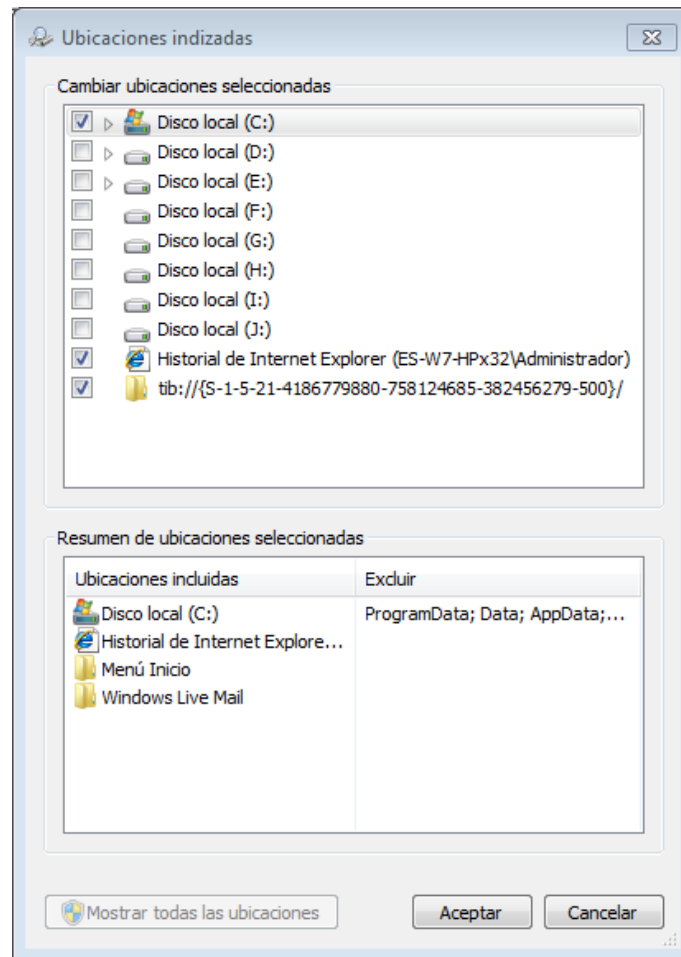 Ubicaciones indizadas
Cambiar ubicaciones seleccionadas
Disco local (C:)
Disco local (D:)
Disco local (E:)
Disco local (F:)
Disco local (G:)
Disco local (H:)
Disco local (I:)
Disco local (J:)
Historial de Internet Explorer (ES-W7-HPx32\Administrador)
tib://{S-1-5-21-4186779880-758124685-382456279-500}/
Resumen de ubicaciones seleccionadas
Ubicaciones incluidas Excluir
Disco local (C:) ProgramData; Data; AppData;...
Historial de Internet Explore...
Menú Inicio
Windows Live Mail
Mostrar todas las ubicaciones Aceptar Cancelar